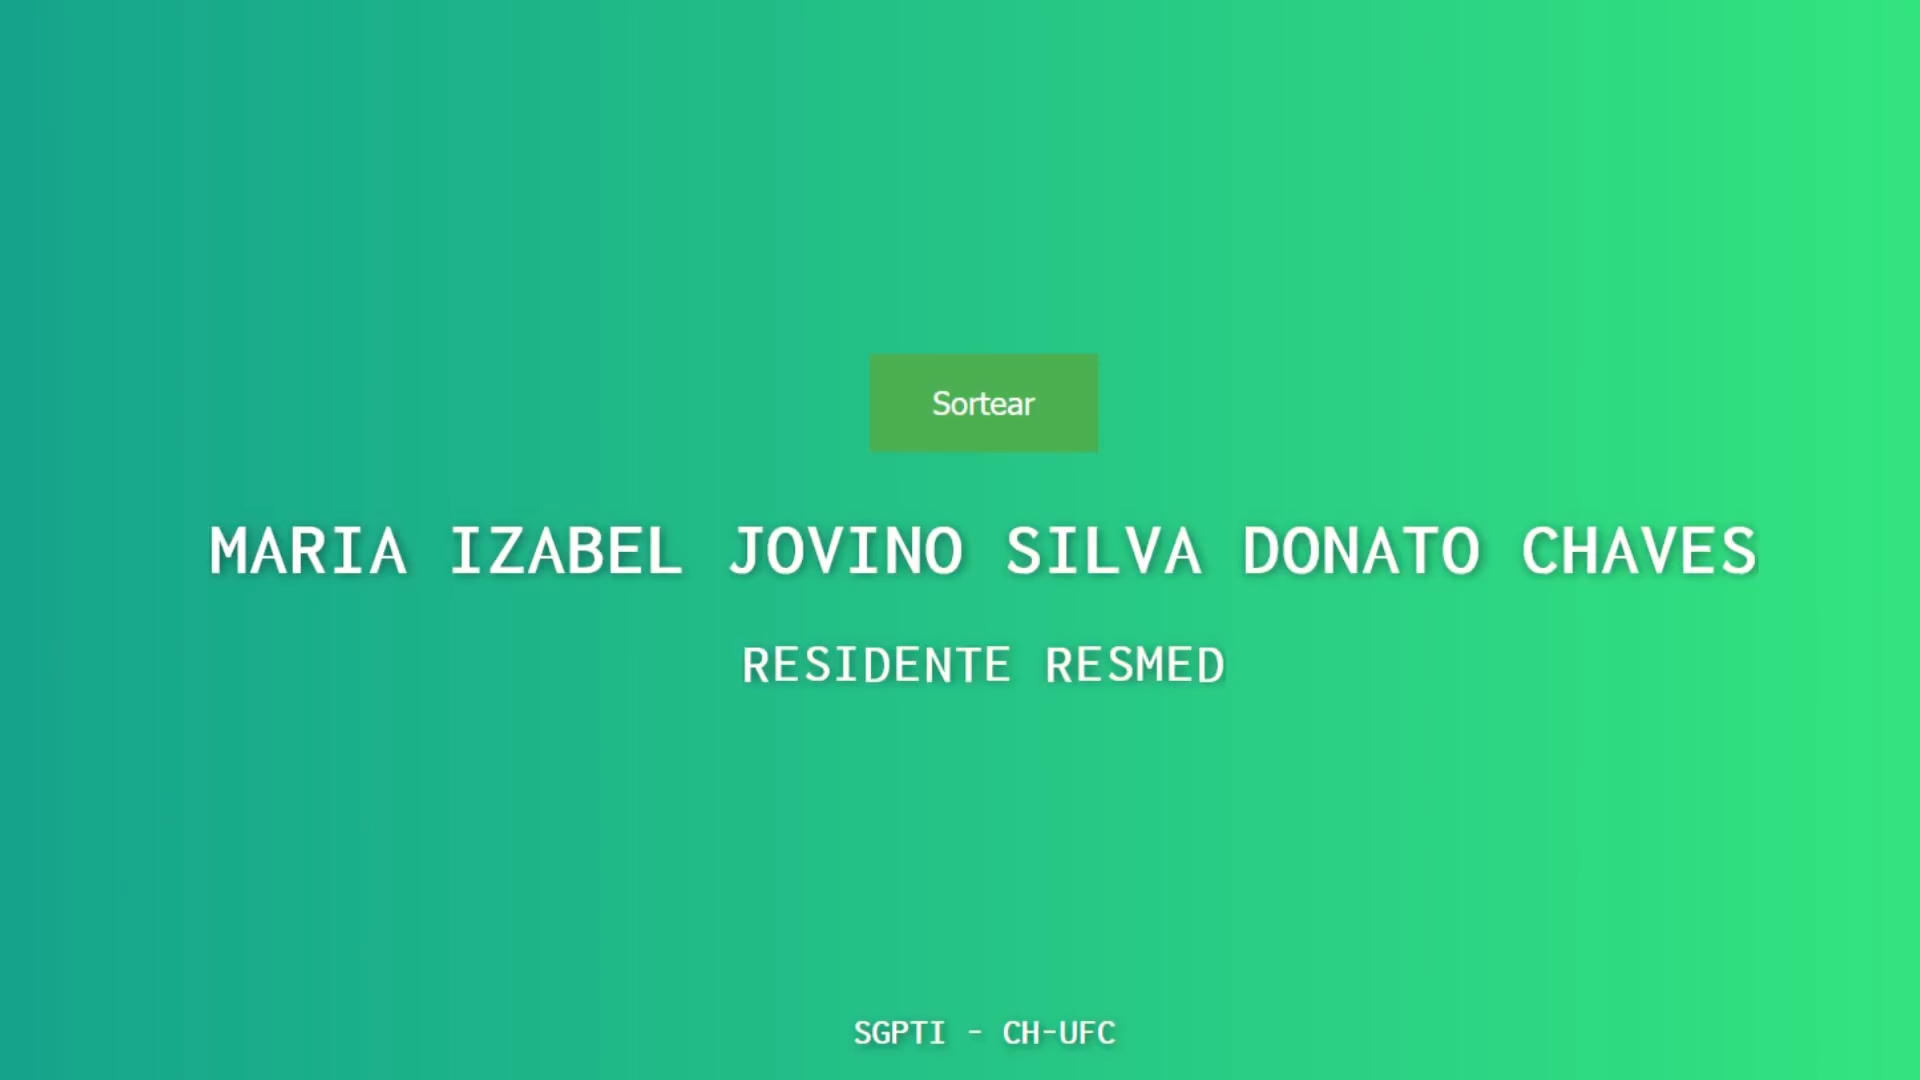 Sortear
MARIA IZABEL JOVINO SILVA DONATO CHAVES
RESIDENTE RESMED
SGPTI - CH-UFC